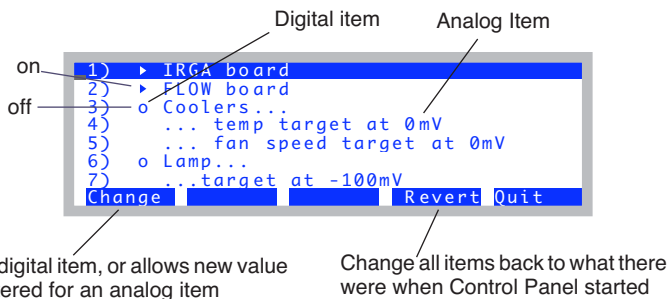 Digital item
Analog Item
on
off
1) ▸ IRGA board
2) ▸ FLOW board
3) o Coolers...
4) ... temp target at 0mV
5) ... fan speed target at 0mV
6) o Lamp...
7) ...target at -100mV
Change Revert Quit
digital item, or allows new value
ered for an analog item
Change all items back to what there
were when Control Panel started